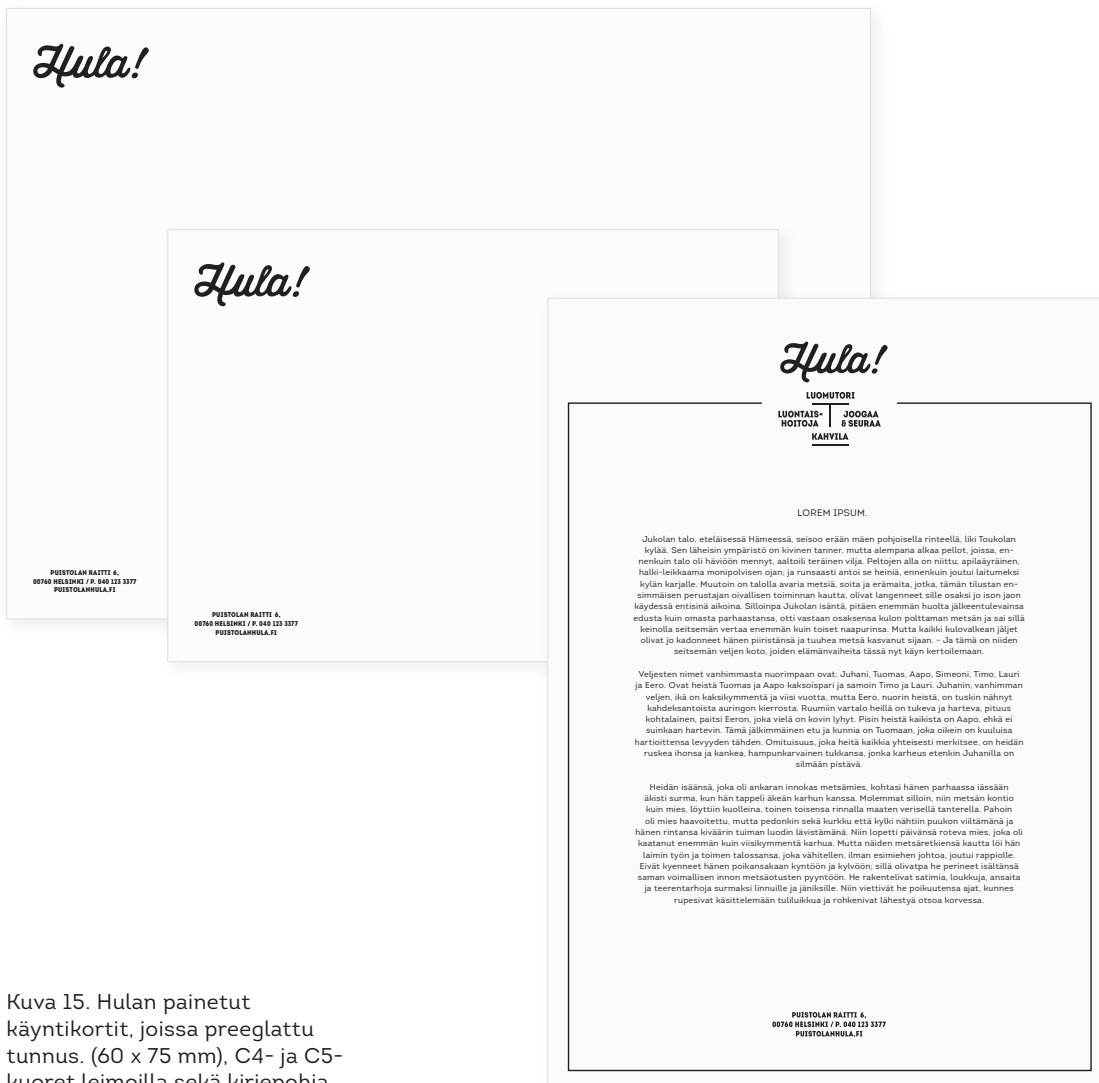 Hula!
PUISTOLAN RAITTI 6,
00760 HELSINKI / P. 040 123 3377
PUISTOLANHULA.FI
Hula!
PUISTOLAN RAITTI 6,
00760 HELSINKI / P. 040 123 3377
PUISTOLANHULA.FI
Hula!
LUOMUTORI
LUONTAIS-
HOITOJA
JOOGAA
& SEURAA
KAHVILA
LOREM IPSUM.
Jukolan talo, eteläisessä Hämeessä, seisoo erään mäen pohjoisella rinteellä, liki Toukolan
kylää. Sen läheisin ympäristö on kivinen tanner, mutta alempana alkaa pellot, joissa, en-
nenkuin talo oli häviöön mennyt, aaltoili teräinen vilja. Peltojen alla on niittu, apilaäyräinen,
halki-leikkaama monipolvisen ojan; ja runsaasti antoi se heiniä, ennenkuin joutui laitumeksi
kylän karjalle. Muutoin on talolla avaria metsiä, soita ja erämaita, jotka, tämän tilustan en-
simmäisen perustajan oivallisen toiminnan kautta, olivat langenneet sille osaksi jo ison jaon
käydessä entisinä aikoina. Silloinpa Jukolan isäntä, pitäen enemmän huolta jälkeentulevainsa
edusta kuin omasta parhaastansa, otti vastaan osaksensa kulon polttaman metsän ja sai sillä
keinolla seitsemän vertaa enemmän kuin toiset naapurinsa. Mutta kaikki kulovalkean jäljet
olivat jo kadonneet hänen piiristänsä ja tuuhea metsä kasvanut sijaan. - Ja tämä on niiden
seitsemän veljen koto, joiden elämänvaiheita tässä nyt käyn kertoilemaan.
Veljesten nimet vanhimmasta nuorimpaan ovat: Juhani, Tuomas, Aapo, Simeoni, Timo, Lauri
ja Eero. Ovat heistä Tuomas ja Aapo kaksoispari ja samoin Timo ja Lauri. Juhanin, vanhimman
veljen, ikä on kaksikymmentä ja viisi vuotta, mutta Eero, nuorin heistä, on tuskin nähnyt
kahdeksantoista auringon kierrosta. Ruumiin vartalo heillä on tukeva ja harteva, pituus
kohtalainen, paitsi Eeron, joka vielä on kovin lyhyt. Pisin heistä kaikista on Aapo, ehkä ei
suinkaan hartevin. Tämä jälkimmäinen etu ja kunnia on Tuomaan, joka oikein on kuuluisa
hartioittensa levyyden tähden. Omituisuus, joka heitä kaikkia yhteisesti merkitsee, on heidän
ruskea ihonsa ja kankea, hampunkarvainen tukkansa, jonka karheus etenkin Juhanilla on
silmään pistävä.
Heidän isäänsä, joka oli ankaran innokas metsämies, kohtasi hänen parhaassa iässään
äkisti surma, kun hän tappeli äkeän karhun kanssa. Molemmat silloin, niin metsän kontio
kuin mies, löyttiin kuolleina, toinen toisensa rinnalla maaten verisellä tanterella. Pahoin
oli mies haavoitettu, mutta pedonkin sekä kurkku että kylki nähtiin puukon viiltämänä ja
hänen rintansa kiväärin tuiman luodin lävistämänä. Niin lopetti päivänsä roteva mies, joka oli
kaatanut enemmän kuin viisikymmentä karhua. Mutta näiden metsäretkiensä kautta löi hän
laimin työn ja toimen talossansa, joka vähitellen, ilman esimiehen johtoa, joutui rappiolle.
Eivät kyenneet hänen poikansakaan kyntöön ja kylvöön; sillä olivatpa he perineet isältänsä
saman voimallisen innon metsäotusten pyyntöön. He rakentelivat satimia, loukkuja, ansaita
ja teerentarhoja surmaksi linnuille ja jäniksille. Niin viettivät he poikuutensa ajat, kunnes
rupesivat käsittelemään tuliluikkua ja rohkenivat lähestyä otsoa korvessa.
PUISTOLAN RAITTI 6,
00760 HELSINKI / P. 040 123 3377
PUISTOLANHULA.FI
Kuva 15. Hulan painetut
käyntikortit, joissa preeglattu
tunnus. (60 x 75 mm), C4- ja C5-
kuoret leimoilla sekä kirjepohja